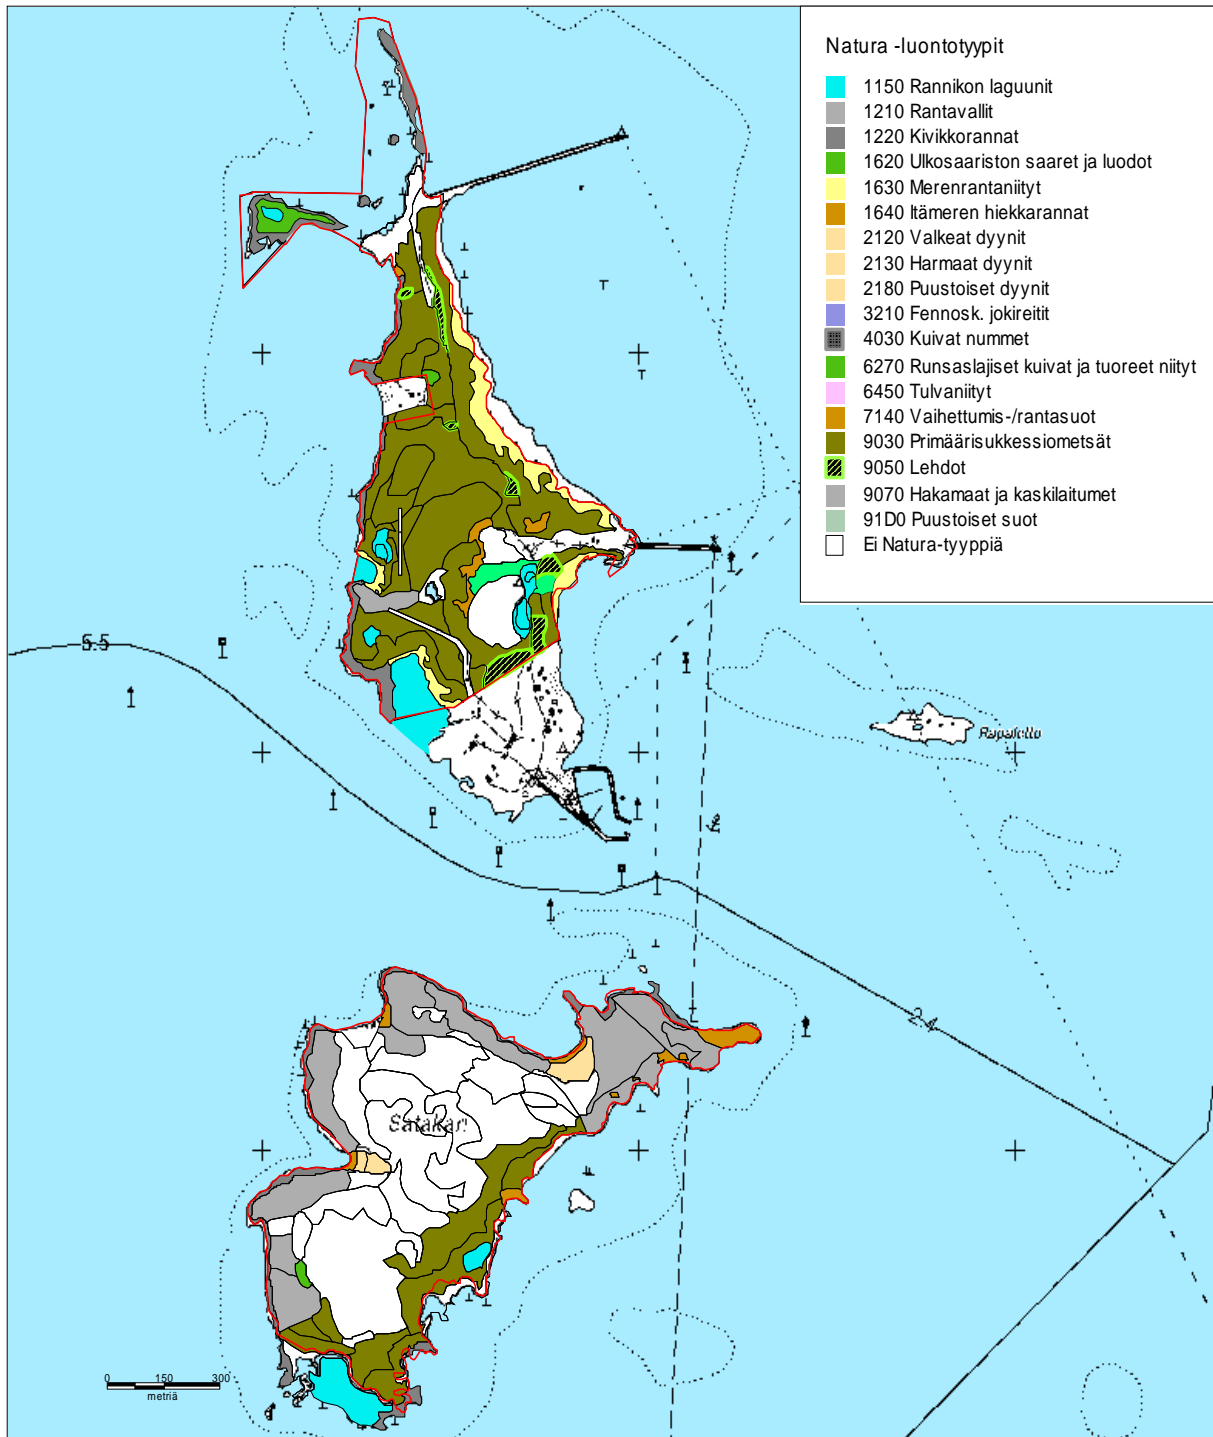 Natura -luontotyypit
1150 Rannikon laguunit
1210 Rantavallit
1220 Kivikkorannat
1620 Ulkosaariston saaret ja luodot
1630 Merenrantaniityt
1640 Itämeren hiekkarannat
2120 Valkeat dyynit
2130 Harmaat dyynit
2180 Puustoiset dyynit
3210 Fennosk. jokireitit
4030 Kuivat nummet
6270 Runsaslajiset kuivat ja tuoreet niityt
6450 Tulvaniityt
7140 Vaihettumis-/rantasuot
9030 Primäärisukkessiometsät
9050 Lehdot
9070 Hakamaat ja kaskilaitumet
91D0 Puustoiset suot
Ei Natura-tyyppiä
5.5
2.4
Satakari
0 150 300
metriä